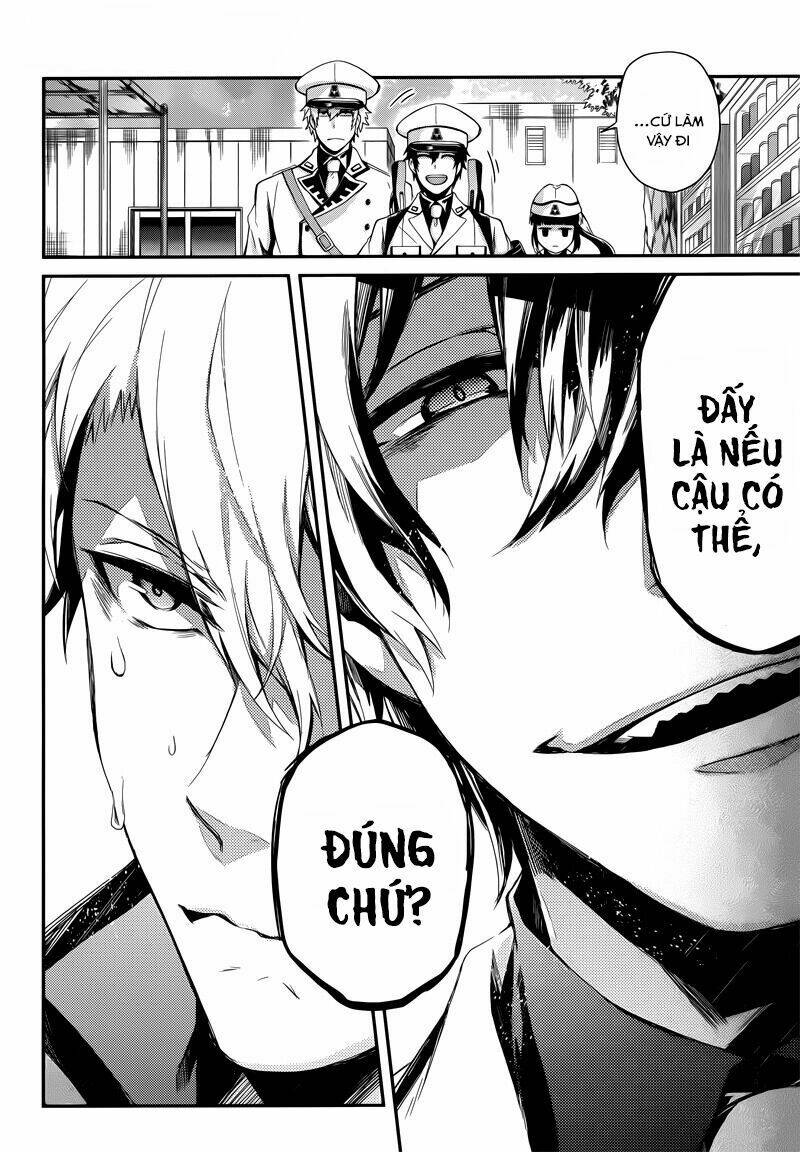 ...CỨ LÀM
VẬY ĐI
ĐẤY
LÀ NẾU
CẬU CÓ
THỂ,
ĐÚNG
CHỨ?